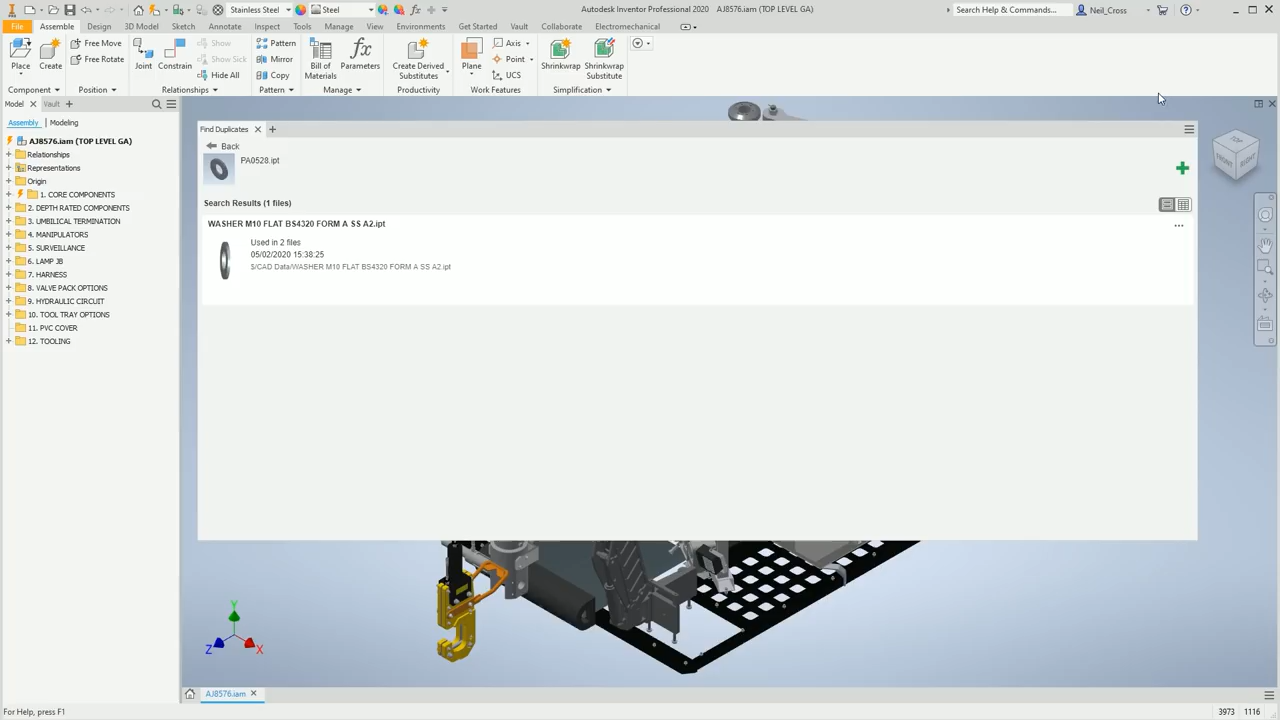 Stainless Steel
Steel
Autodesk Inventor Professional 2020 AJ8576.iam (TOP LEVEL GA)
Search Help & Commands...
Neil_Cross
File Assemble Design 3D Model Sketch Annotate Inspect Tools Manage View Environments Get Started Vault Collaborate Electromechanical
Place
Create
Free Move
Free Rotate
Joint
Constrain
Show
Show Sick
Hide All
Pattern
Mirror
Copy
Bill of
Materials
Parameters
Create Derived
Substitutes
Plane
Axis
Point
UCS
Shrinkwrap
Shrinkwrap
Substitute
Component Position Relationships Pattern Manage Productivity Work Features Simplification
Model Vault
Assembly Modeling
AJ8576.iam (TOP LEVEL GA)
Relationships
Representations
Origin
1. CORE COMPONENTS
2. DEPTH RATED COMPONENTS
3. UMBILICAL TERMINATION
4. MANIPULATORS
5. SURVEILLANCE
6. LAMP JB
7. HARNESS
8. VALVE PACK OPTIONS
9. HYDRAULIC CIRCUIT
10. TOOL TRAY OPTIONS
11. PVC COVER
12. TOOLING
Find Duplicates
Back
PA0528.ipt
Search Results (1 files)
WASHER M10 FLAT BS4320 FORM A SS A2.ipt
Used in 2 files
05/02/2020 15:38:25
$/CAD Data/WASHER M10 FLAT BS4320 FORM A SS A2.ipt
TOP
FRONT
RIGHT
Y
Z
X
AJ8576.iam
For Help, press F1
3973 1116